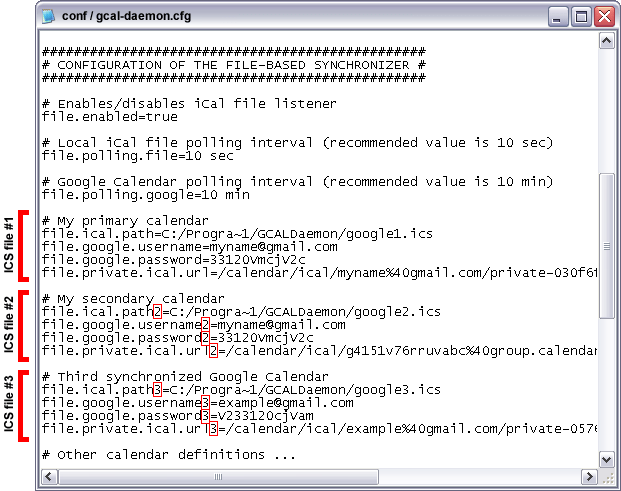 conf / gcal-daemon.cfg
################################################
# CONFIGURATION OF THE FILE-BASED SYNCHRONIZER #
################################################
# Enables/disables iCal file listener
file.enabled=true
# Local iCal file polling interval (recommended value is 10 sec)
file.polling.file=10 sec
# Google Calendar polling interval (recommended value is 10 min)
file.polling.google=10 min
ICS file #1
# My primary calendar
file.ical.path=C:/Progra~1/GCALDaemon/google1.ics
file.google.username=myname@gmail.com
file.google.password=33120vmcjv2c
file.private.ical.url=/calendar/ical/myname%40gmail.com/private-030f6f
ICS file #2
# My secondary calendar
file.ical.path2=C:/Progra~1/GCALDaemon/google2.ics
file.google.username2=myname@gmail.com
file.google.password2=33120vmcjv2c
file.private.ical.url2=/calendar/ical/g4151v76rruvabc%40group.calendar
ICS file #3
# Third synchronized Google Calendar
file.ical.path3=C:/Progra~1/GCALDaemon/google3.ics
file.google.username3=example@gmail.com
file.google.password3=v233120cjvam
file.private.ical.url3=/calendar/ical/example%40gmail.com/private-0576
# Other calendar definitions ...